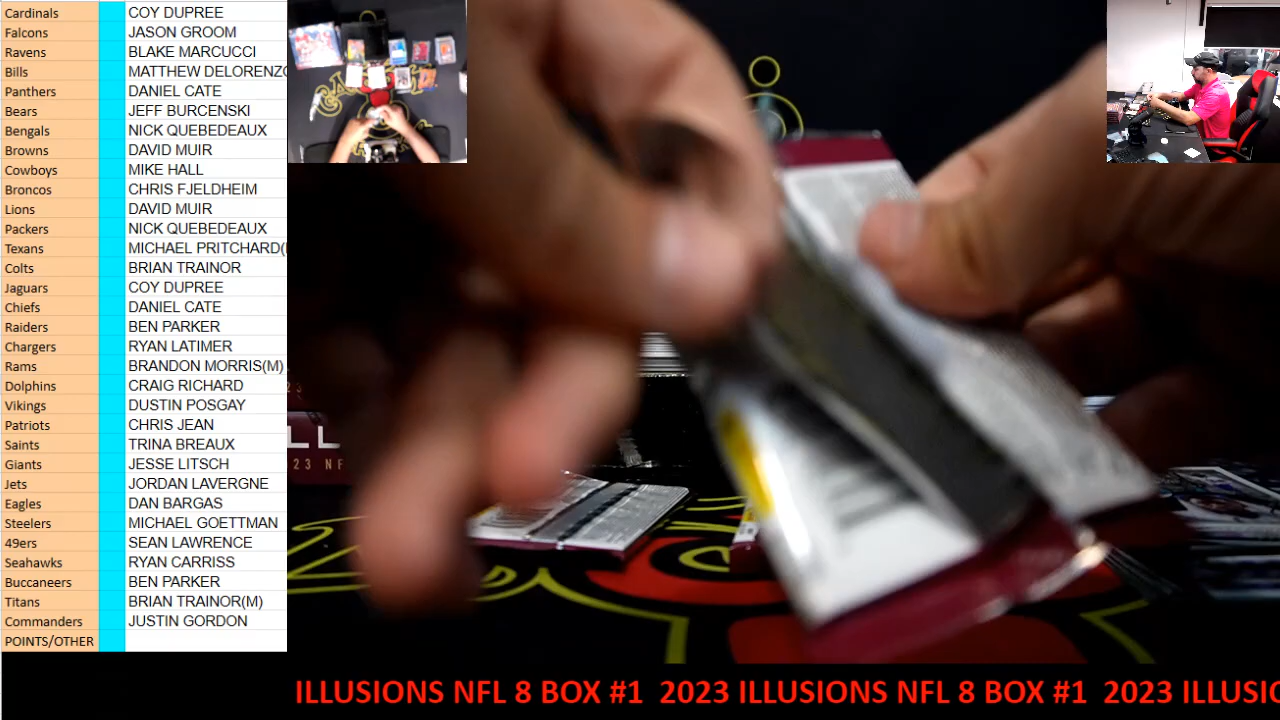 Cardinals COY DUPREE
Falcons JASON GROOM
Ravens BLAKE MARCUCCI
Bills MATTHEW DELORENZO
Panthers DANIEL CATE
Bears JEFF BURCENSKI
Bengals NICK QUEBEDEAUX
Browns DAVID MUIR
Cowboys MIKE HALL
Broncos CHRIS FJELDHEIM
Lions DAVID MUIR
Packers NICK QUEBEDEAUX
Texans MICHAEL PRITCHARD(
Colts BRIAN TRAINOR
Jaguars COY DUPREE
Chiefs DANIEL CATE
Raiders BEN PARKER
Chargers RYAN LATIMER
Rams BRANDON MORRIS(M)
Dolphins CRAIG RICHARD
Vikings DUSTIN POSGAY
Patriots CHRIS JEAN
Saints TRINA BREAUX
Giants JESSE LITSCH
Jets JORDAN LAVERGNE
Eagles DAN BARGAS
Steelers MICHAEL GOETTMAN
49ers SEAN LAWRENCE
Seahawks RYAN CARRISS
Buccaneers BEN PARKER
Titans BRIAN TRAINOR(M)
Commanders JUSTIN GORDON
POINTS/OTHER
23 NF
ILLUSIONS NFL 8 BOX #1 2023 ILLUSIONS NFL 8 BOX #1 2023 ILLUSIO